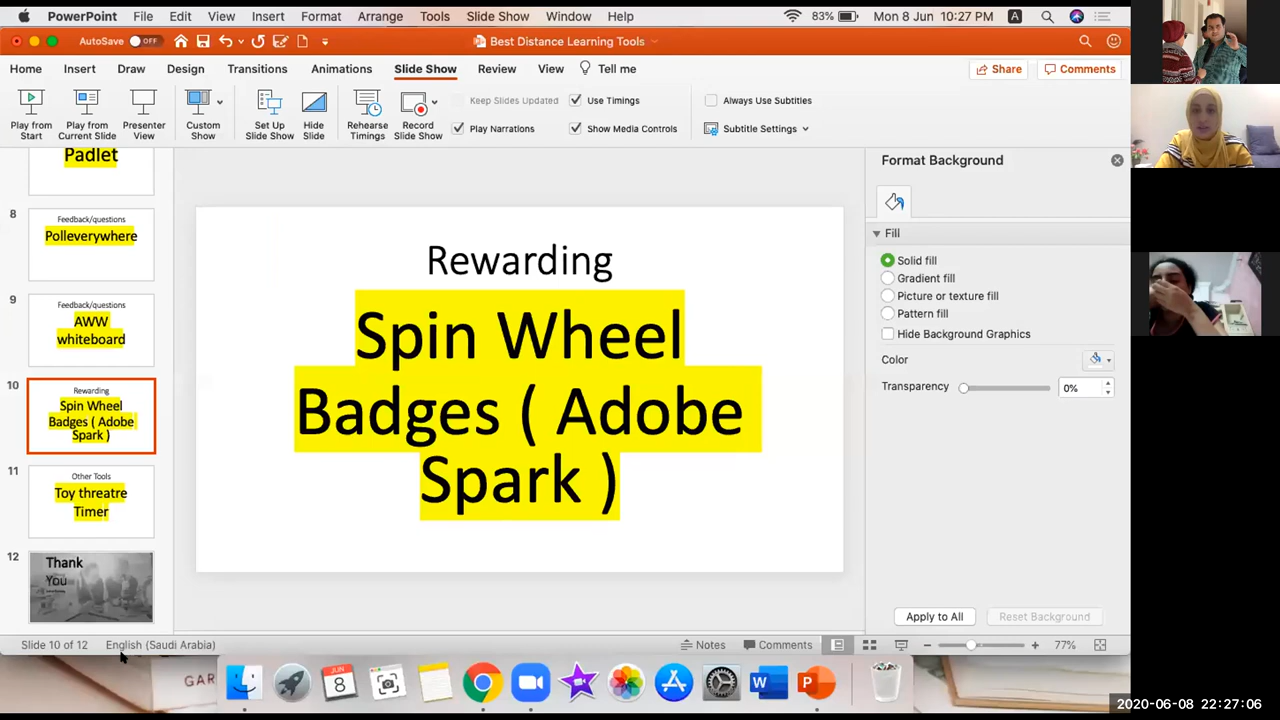 PowerPoint File Edit View Insert Format Arrange Tools Slide Show Window Help 83% Mon 8 Jun 10:27 PM A
AutoSave OFF Best Distance Learning Tools
Home Insert Draw Design Transitions Animations Slide Show Review View Tell me Share Comments
Play from Start
Play from Current Slide
Presenter View
Custom Show
Set Up Slide Show
Hide Slide
Rehearse Timings
Record Slide Show
Keep Slides Updated
Play Narrations
Use Timings
Show Media Controls
Always Use Subtitles
Subtitle Settings
Padlet
8
Feedback/questions
Polleverywhere
9
Feedback/questions
AWW
whiteboard
10
Rewarding
Spin Wheel
Badges ( Adobe
Spark )
11
Other Tools
Toy threatre
Timer
12
Thank
You
Rewarding
Spin Wheel
Badges ( Adobe
Spark )
Format Background
Fill
Solid fill
Gradient fill
Picture or texture fill
Pattern fill
Hide Background Graphics
Color
Transparency 0%
Apply to All Reset Background
Slide 10 of 12 English (Saudi Arabia) Notes Comments 77%
GAR
JUN
8
W
P
2020-06-08 22:27:06